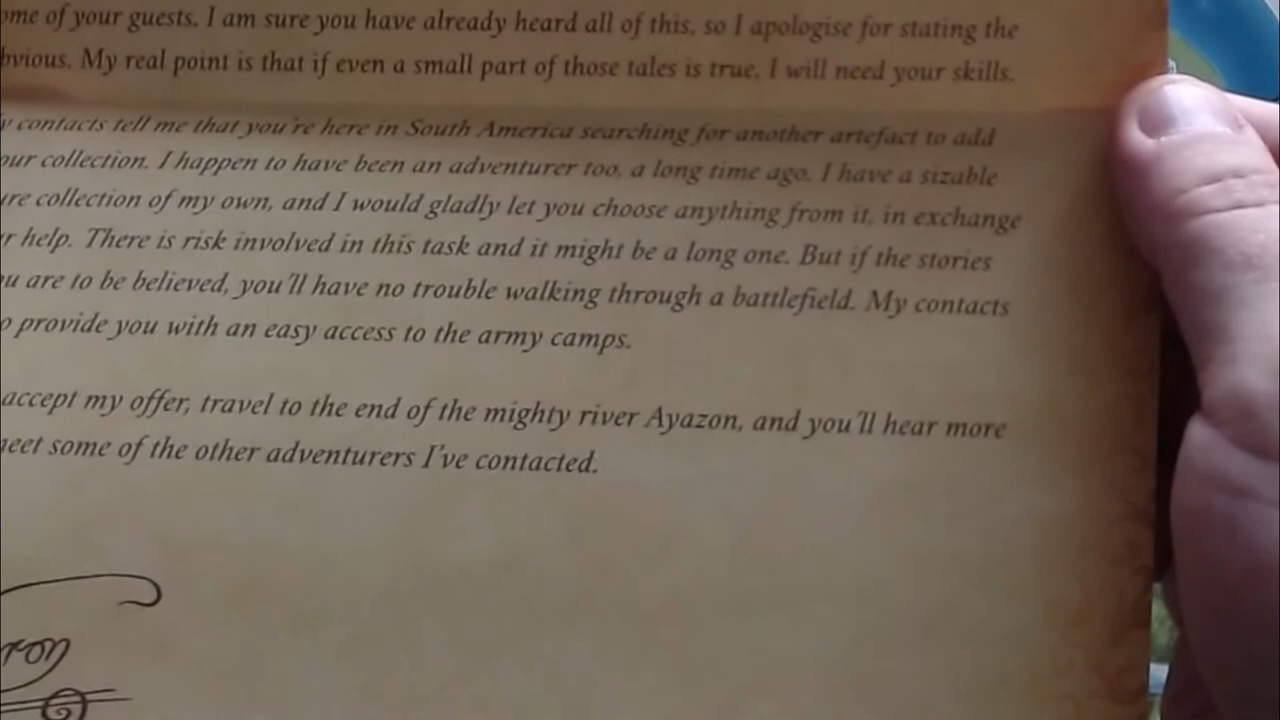 of your guests. I am sure you have already heard all of this, so I apologise for stating the
My real point is that if even a small part of those tales is true, I will need your skills.
contacts tell me that you're here in South America searching for another artefact to add
collection. I happen to have been an adventurer too, a long time ago. I have a sizable
collection of my own, and I would gladly let you choose anything from it, in exchange
help. There is risk involved in this task and it might be a long one. But if the stories
are to be believed, you'll have no trouble walking through a battlefield. My contacts
provide you with an easy access to the army camps.
accept my offer, travel to the end of the mighty river Ayazon, and you'll hear more
some of the other adventurers I've contacted.